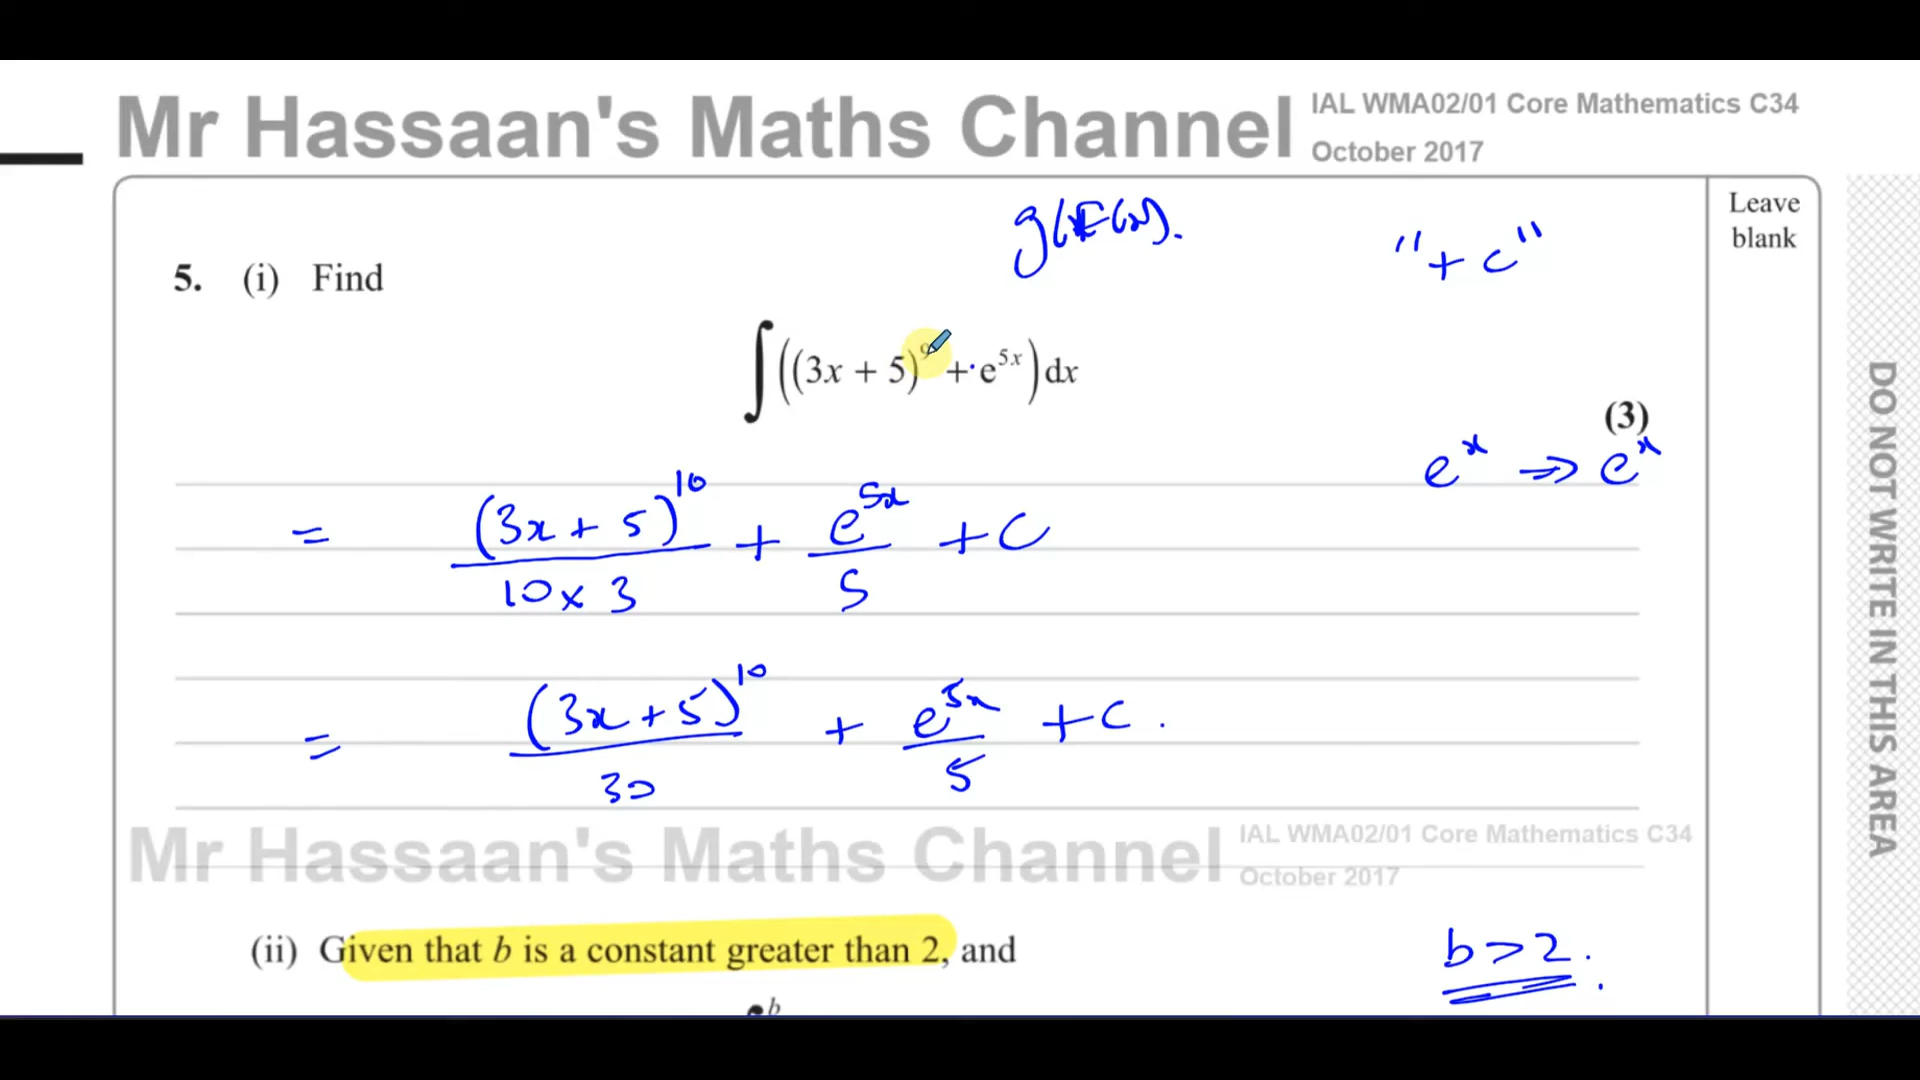 Mr Hassaan's Maths Channel
IAL WMA02/01 Core Mathematics C34
October 2017
Leave
blank
g(F(x).
"+ c"
5. (i) Find
∫((3x + 5)⁹ + e⁵ˣ) dx
(3)
eˣ ⇒ eˣ
= (3x + 5)¹⁰ / 10 × 3 + e⁵ˣ / 5 + C
= (3x + 5)¹⁰ / 30 + e⁵ˣ / 5 + C.
Mr Hassaan's Maths Channel
IAL WMA02/01 Core Mathematics C34
October 2017
(ii) Given that b is a constant greater than 2, and
b > 2.
b
DO NOT WRITE IN THIS AREA